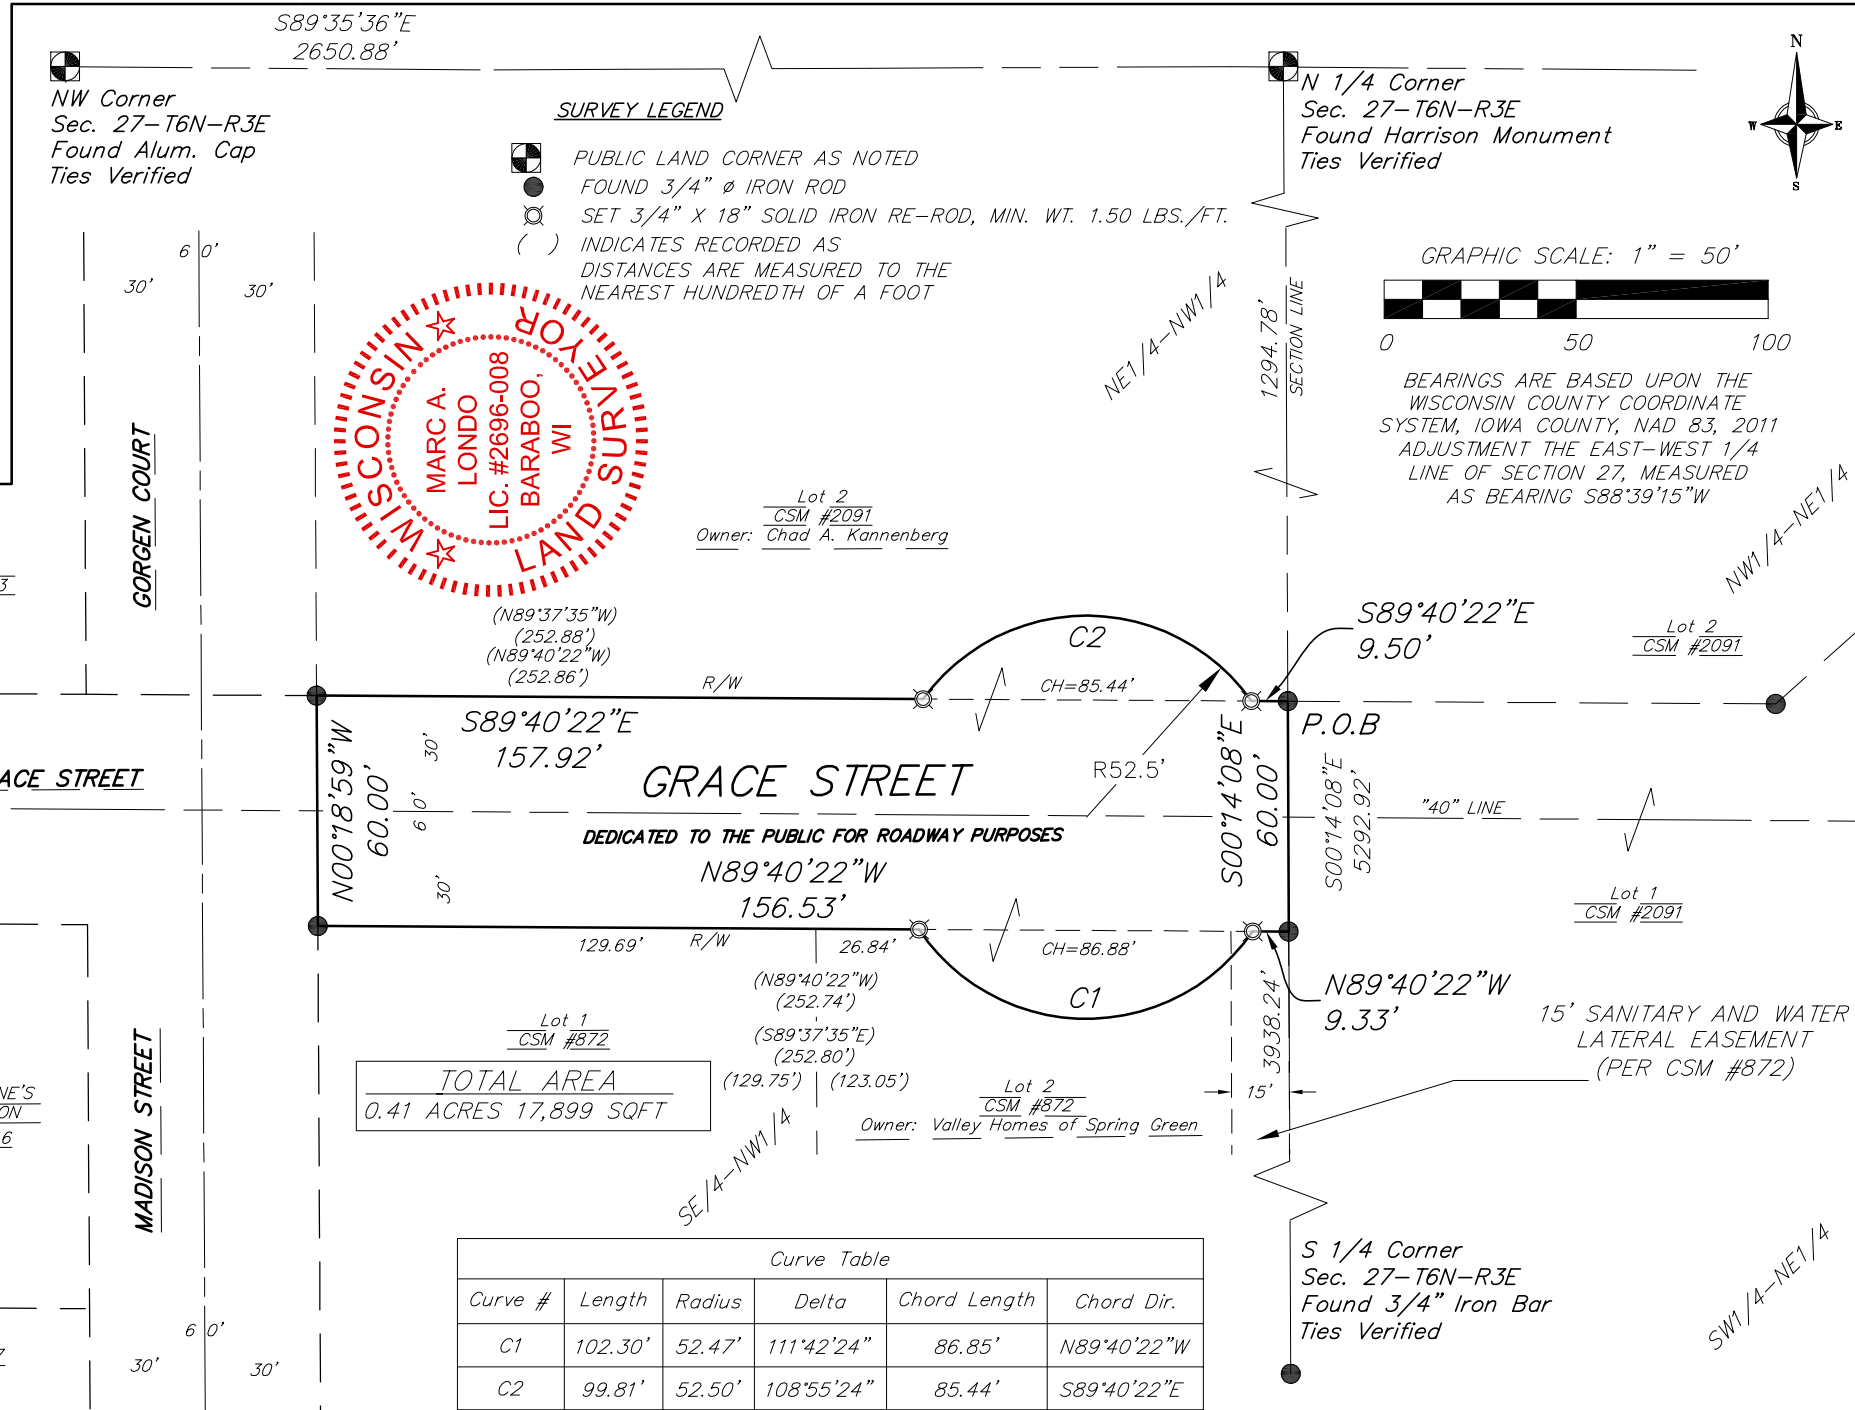 S89°35'36"E
2650.88'
NW Corner
Sec. 27-T6N-R3E
Found Alum. Cap
Ties Verified
N 1/4 Corner
Sec. 27-T6N-R3E
Found Harrison Monument
Ties Verified
N
W
E
S
SURVEY LEGEND
PUBLIC LAND CORNER AS NOTED
FOUND 3/4" ø IRON ROD
SET 3/4" X 18" SOLID IRON RE-ROD, MIN. WT. 1.50 LBS./FT.
( ) INDICATES RECORDED AS
DISTANCES ARE MEASURED TO THE
NEAREST HUNDREDTH OF A FOOT
60'
30'
30'
GORGEN COURT
WISCONSIN
LAND SURVEYOR
MARC A.
LONDO
LIC. #2696-008
BARABOO,
WI
NE1/4-NW1/4
1294.78'
SECTION LINE
GRAPHIC SCALE: 1" = 50'
0
50
100
BEARINGS ARE BASED UPON THE
WISCONSIN COUNTY COORDINATE
SYSTEM, IOWA COUNTY, NAD 83, 2011
ADJUSTMENT THE EAST-WEST 1/4
LINE OF SECTION 27, MEASURED
AS BEARING S88°39'15"W
NW1/4-NE1/4
Lot 2
CSM #2091
Owner: Chad A. Kannenberg
3
(N89°37'35"W)
(252.88')
(N89°40'22"W)
(252.86')
R/W
C2
CH=85.44'
S89°40'22"E
9.50'
Lot 2
CSM #2091
S89°40'22"E
157.92'
P.O.B
R52.5'
N00°18'59"W
60.00'
30'
60'
30'
ACE STREET
GRACE STREET
DEDICATED TO THE PUBLIC FOR ROADWAY PURPOSES
S00°14'08"E
60.00'
S00°14'08"E
5292.92'
"40" LINE
N89°40'22"W
156.53'
Lot 1
CSM #2091
129.69'
R/W
26.84'
CH=86.88'
C1
(N89°40'22"W)
(252.74')
(S89°37'35"E)
(252.80')
(129.75')
(123.05')
3938.24'
N89°40'22"W
9.33'
15' SANITARY AND WATER
LATERAL EASEMENT
(PER CSM #872)
15'
Lot 1
CSM #872
TOTAL AREA
0.41 ACRES 17,899 SQFT
Lot 2
CSM #872
Owner: Valley Homes of Spring Green
MADISON STREET
NE'S
ON
6
7
SE/4-NW1/4
60'
30'
30'
Curve Table
Curve # Length Radius Delta Chord Length Chord Dir.
C1 102.30' 52.47' 111°42'24" 86.85' N89°40'22"W
C2 99.81' 52.50' 108°55'24" 85.44' S89°40'22"E
S 1/4 Corner
Sec. 27-T6N-R3E
Found 3/4" Iron Bar
Ties Verified
SW1/4-NE1/4